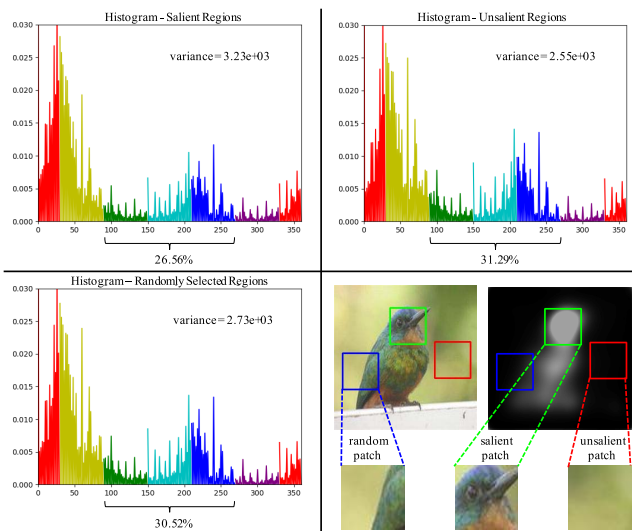 Histogram - Salient Regions
variance = 3.23e+03
0.030
0.025
0.020
0.015
0.010
0.005
0.000
0 50 100 150 200 250 300 350
26.56%
Histogram - Unsalient Regions
variance = 2.55e+03
0.030
0.025
0.020
0.015
0.010
0.005
0.000
0 50 100 150 200 250 300 350
31.29%
Histogram – Randomly Selected Regions
variance = 2.73e+03
0.030
0.025
0.020
0.015
0.010
0.005
0.000
0 50 100 150 200 250 300 350
30.52%
random
patch
salient
patch
unsalient
patch